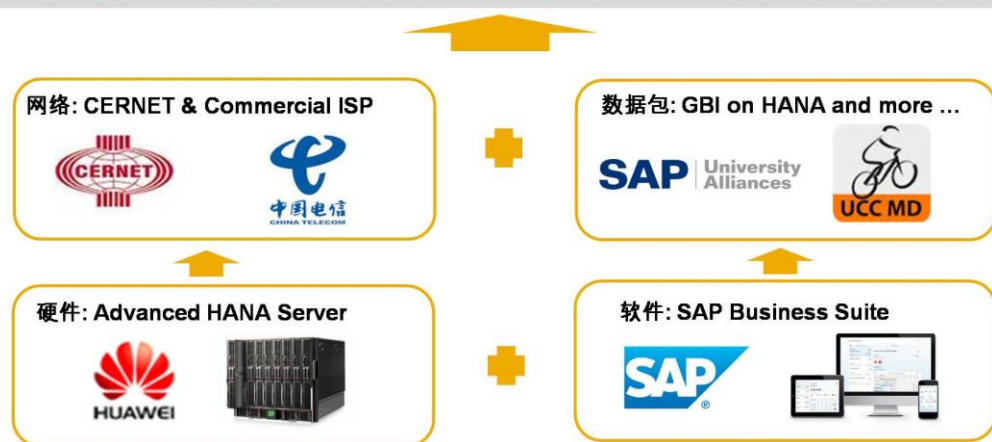 网络: CERNET & Commercial ISP
CERNET
中国电信
CHINA TELECOM
数据包: GBI on HANA and more ...
SAP University Alliances
UCC MD
硬件: Advanced HANA Server
HUAWEI
软件: SAP Business Suite
SAP